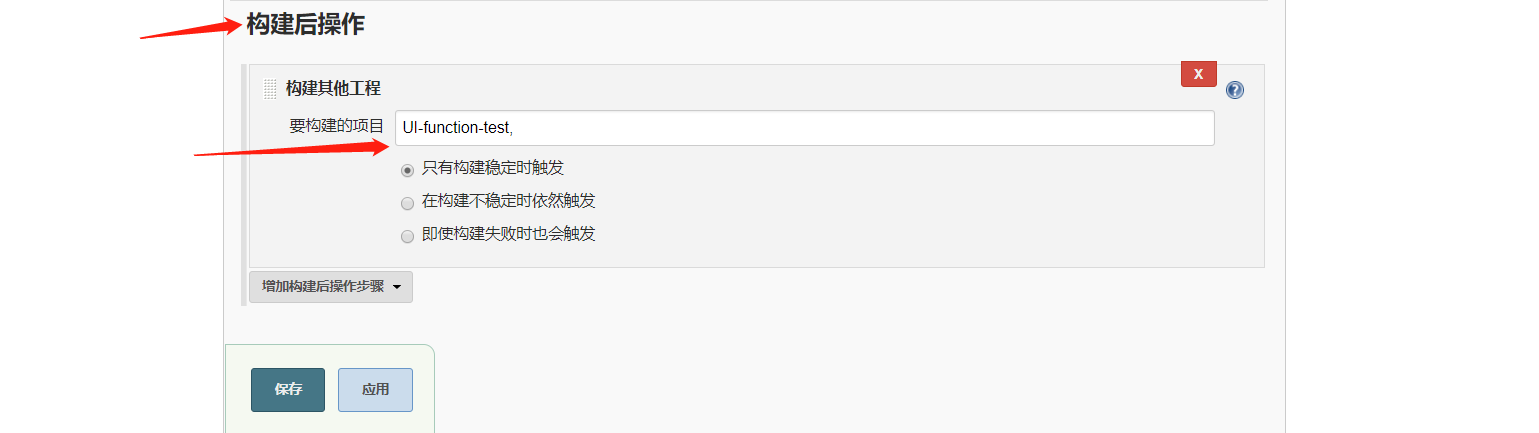 构建后操作
X
构建其他工程
?
要构建的项目
UI-function-test,
只有构建稳定时触发
在构建不稳定时依然触发
即使构建失败时也会触发
增加构建后操作步骤
保存
应用